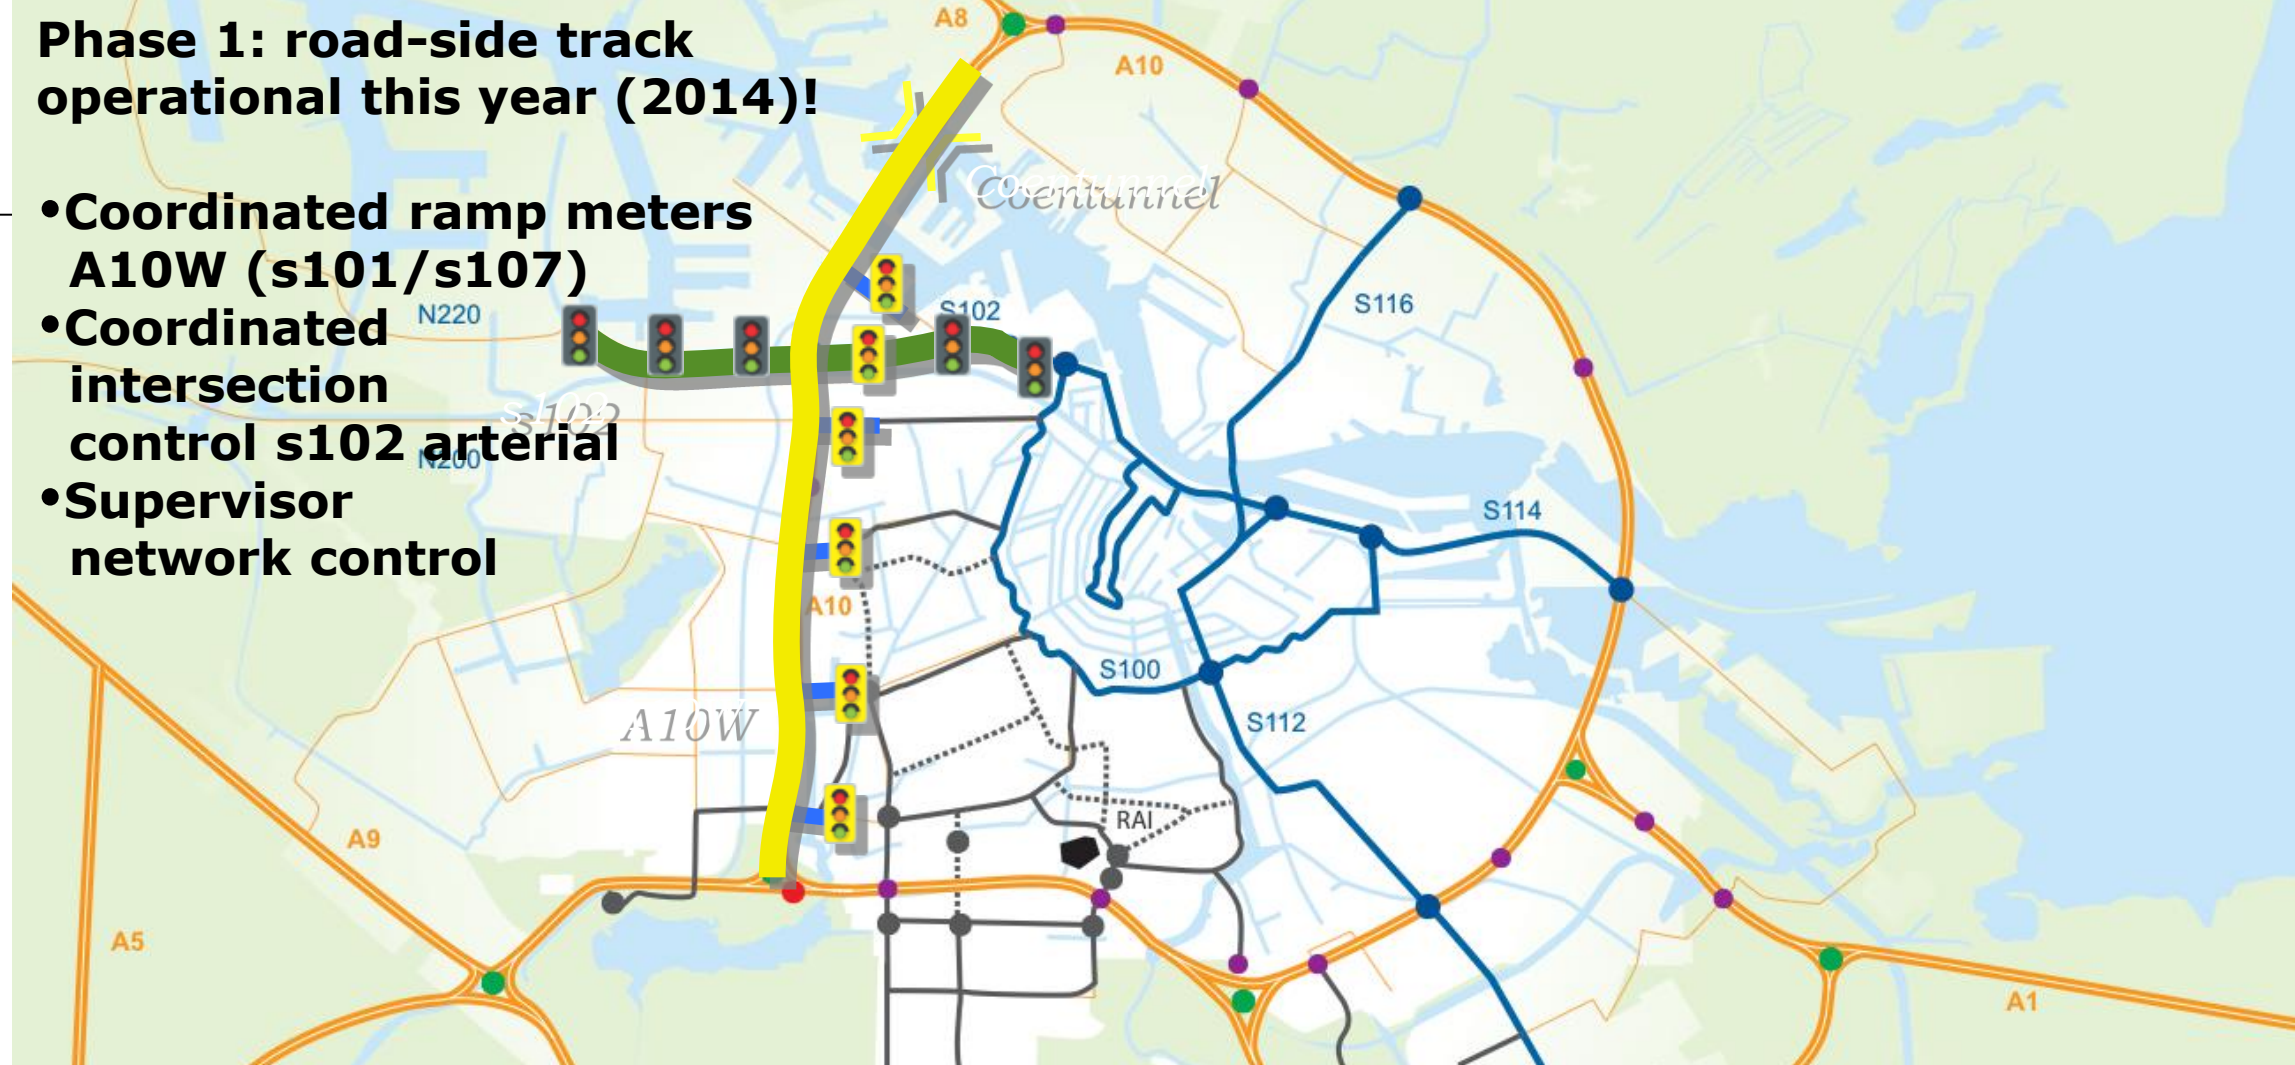 Phase 1: road-side track
operational this year (2014)!
•Coordinated ramp meters
A10W (s101/s107)
•Coordinated
intersection
control s102 arterial
•Supervisor
network control
A8
A10
Coentunnel
N220
S102
S116
s102
N200
S114
A10
S100
A10W
S112
RAI
A9
A5
A1